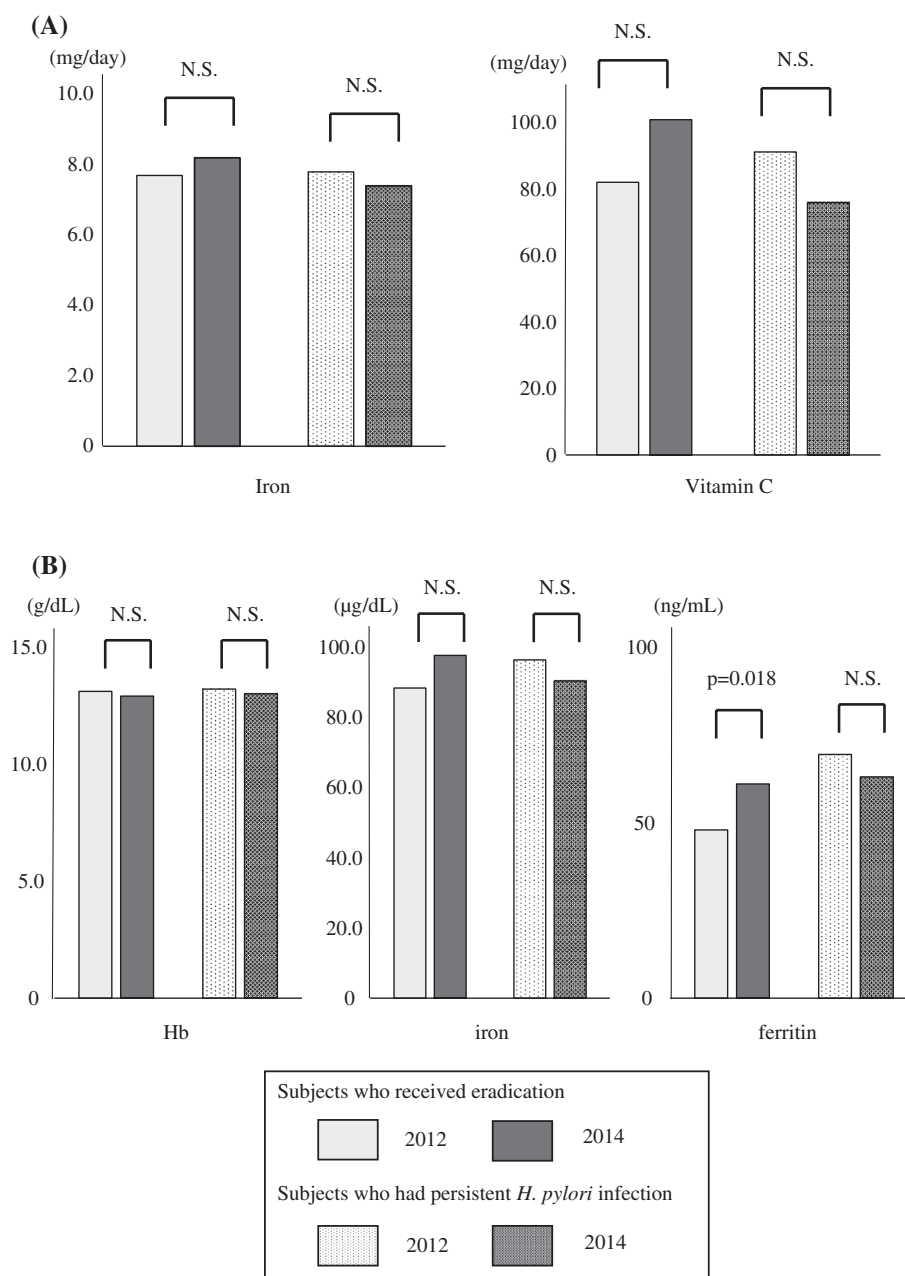 (A)
(mg/day)
N.S.
N.S.
10.0
8.0
6.0
4.0
2.0
0
Iron
(mg/day)
N.S.
N.S.
100.0
80.0
60.0
40.0
20.0
0
Vitamin C
(B)
(g/dL)
N.S.
N.S.
15.0
10.0
5.0
0
Hb
(µg/dL)
N.S.
N.S.
100.0
80.0
60.0
40.0
20.0
0
iron
(ng/mL)
100
p=0.018
N.S.
50
0
ferritin
Subjects who received eradication
2012 2014
Subjects who had persistent H. pylori infection
2012 2014